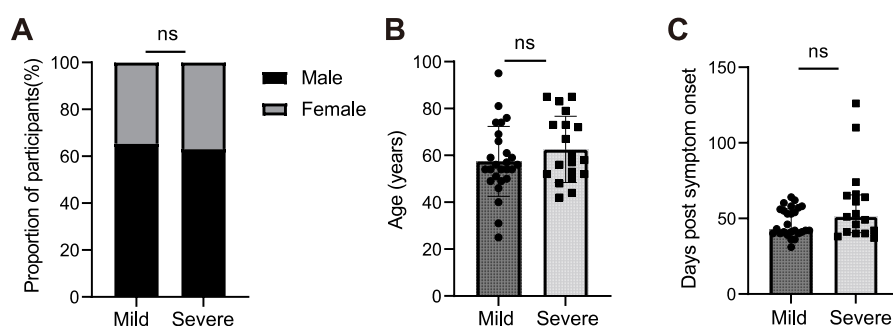 A
ns
Proportion of participants(%)
100
80
60
40
20
0
Mild Severe
Male
Female
B
ns
Age (years)
100
80
60
40
20
0
Mild Severe
C
ns
Days post symptom onset
150
100
50
0
Mild Severe